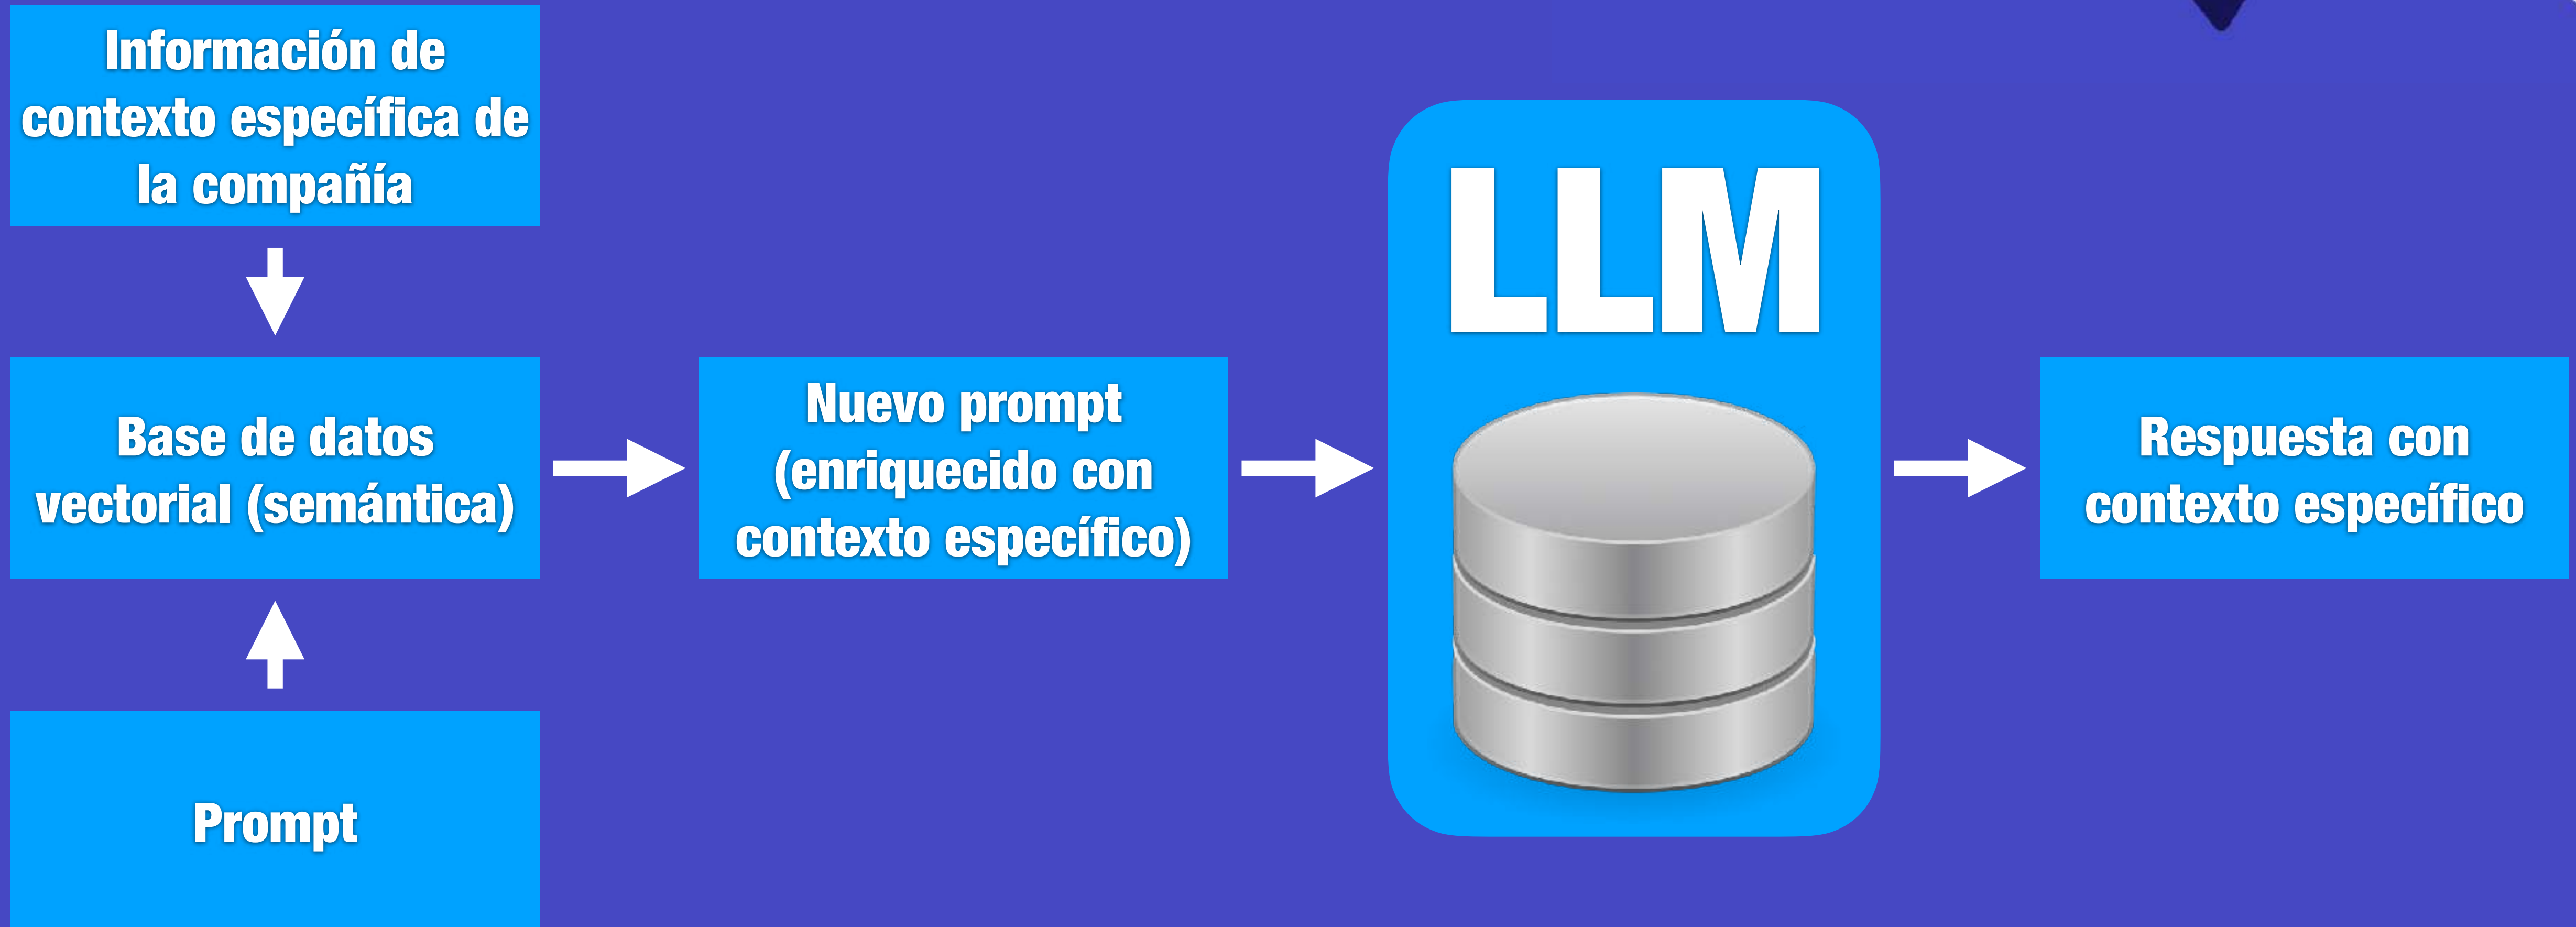 Información de
contexto específica de
la compañía
Base de datos
vectorial (semántica)
Prompt
Nuevo prompt
(enriquecido con
contexto específico)
LLM
Respuesta con
contexto específico